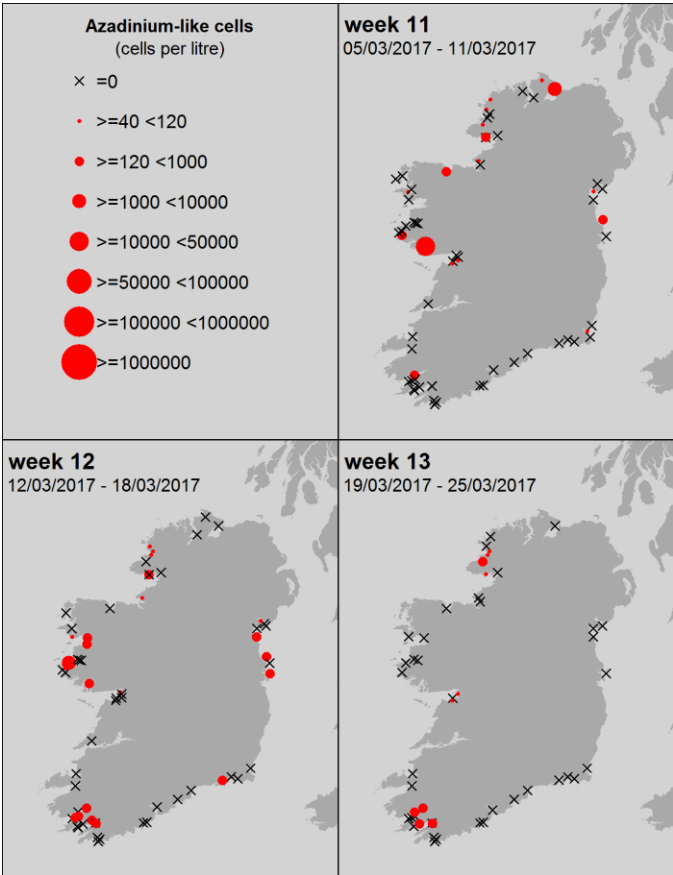 Azadinium-like cells
(cells per litre)
=0
>=40 <120
>=120 <1000
>=1000 <10000
>=10000 <50000
>=50000 <100000
>=100000 <1000000
>=1000000
week 11
05/03/2017 - 11/03/2017
week 12
12/03/2017 - 18/03/2017
week 13
19/03/2017 - 25/03/2017